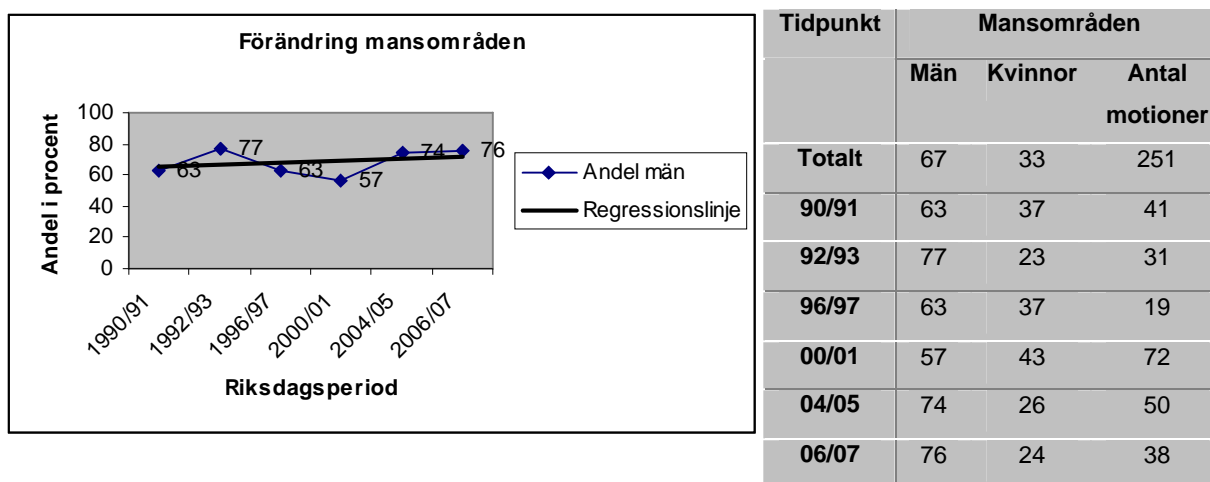 Förändring mansområden
100
80
60
40
20
0
63
77
63
57
74
76
Andel i procent
1990/91
1992/93
1996/97
2000/01
2004/05
2006/07
Riksdagsperiod
Andel män
Regressionslinje
Tidpunkt Mansområden
Män Kvinnor Antal
motioner
Totalt 67 33 251
90/91 63 37 41
92/93 77 23 31
96/97 63 37 19
00/01 57 43 72
04/05 74 26 50
06/07 76 24 38